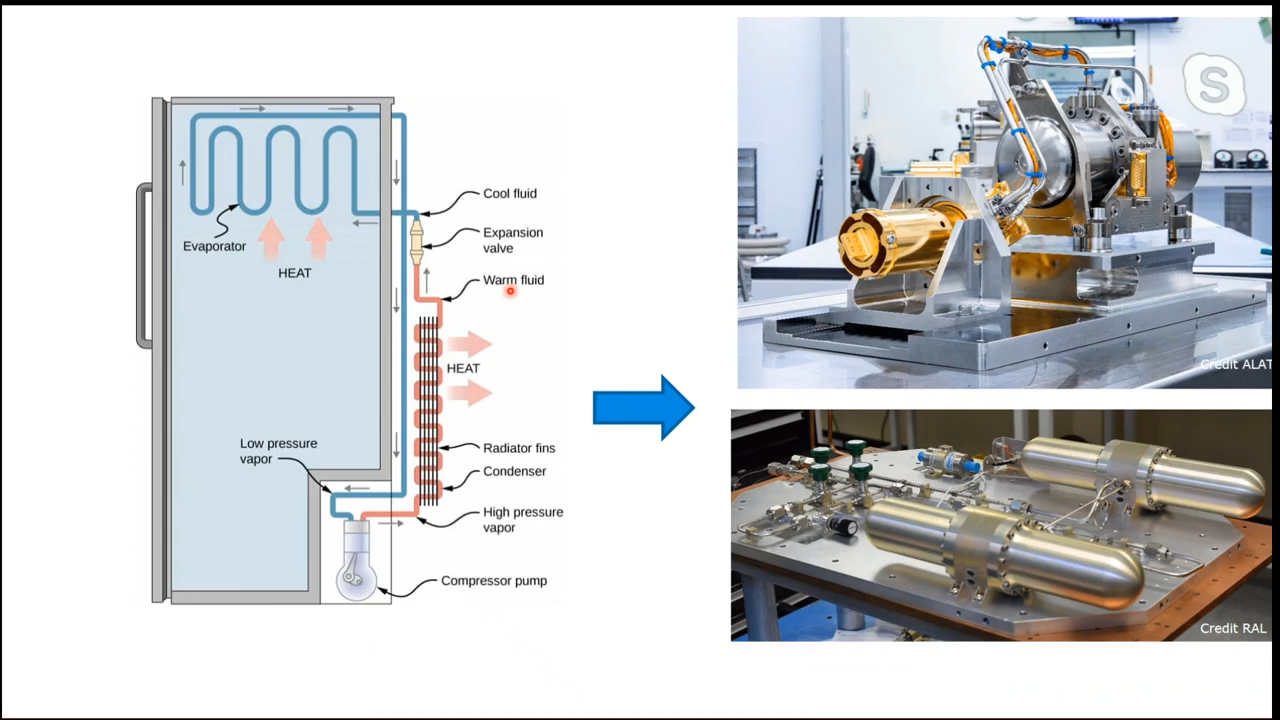 Cool fluid
Expansion
valve
Evaporator
HEAT
Warm fluid
HEAT
Low pressure
vapor
Radiator fins
Condenser
High pressure
vapor
Compressor pump
S
Credit ALAT
Credit RAL